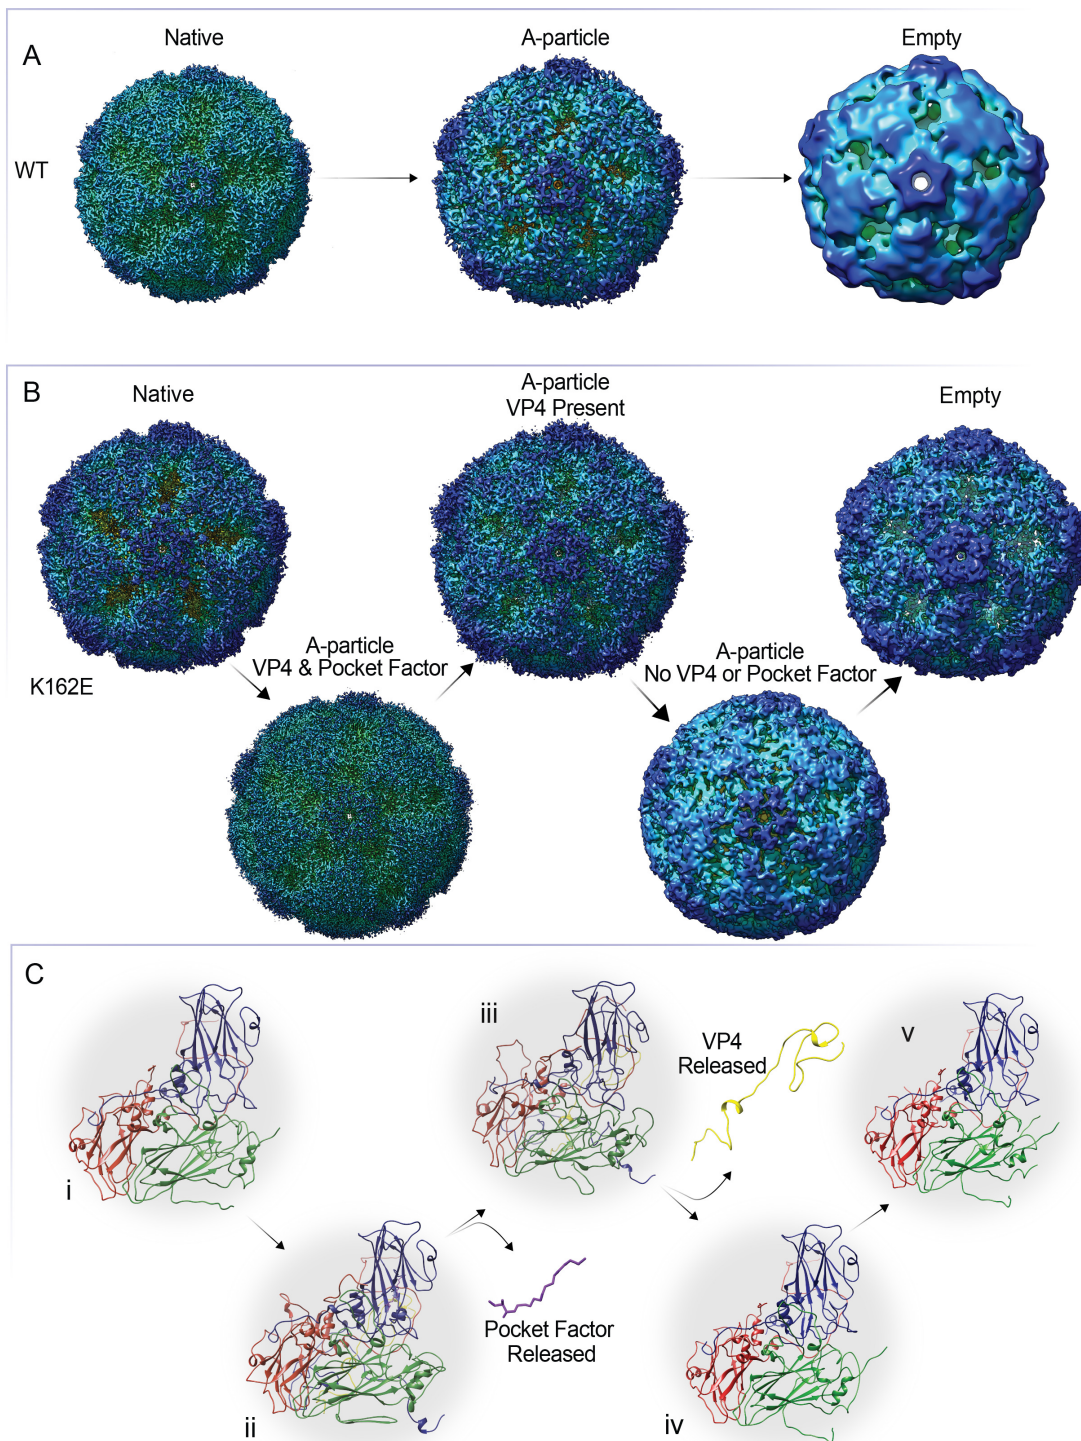 A
Native
A-particle
Empty
WT
B
Native
A-particle
VP4 Present
Empty
A-particle
VP4 & Pocket Factor
A-particle
No VP4 or Pocket Factor
K162E
C
i
iii
VP4
Released
v
Pocket Factor
Released
ii
iv